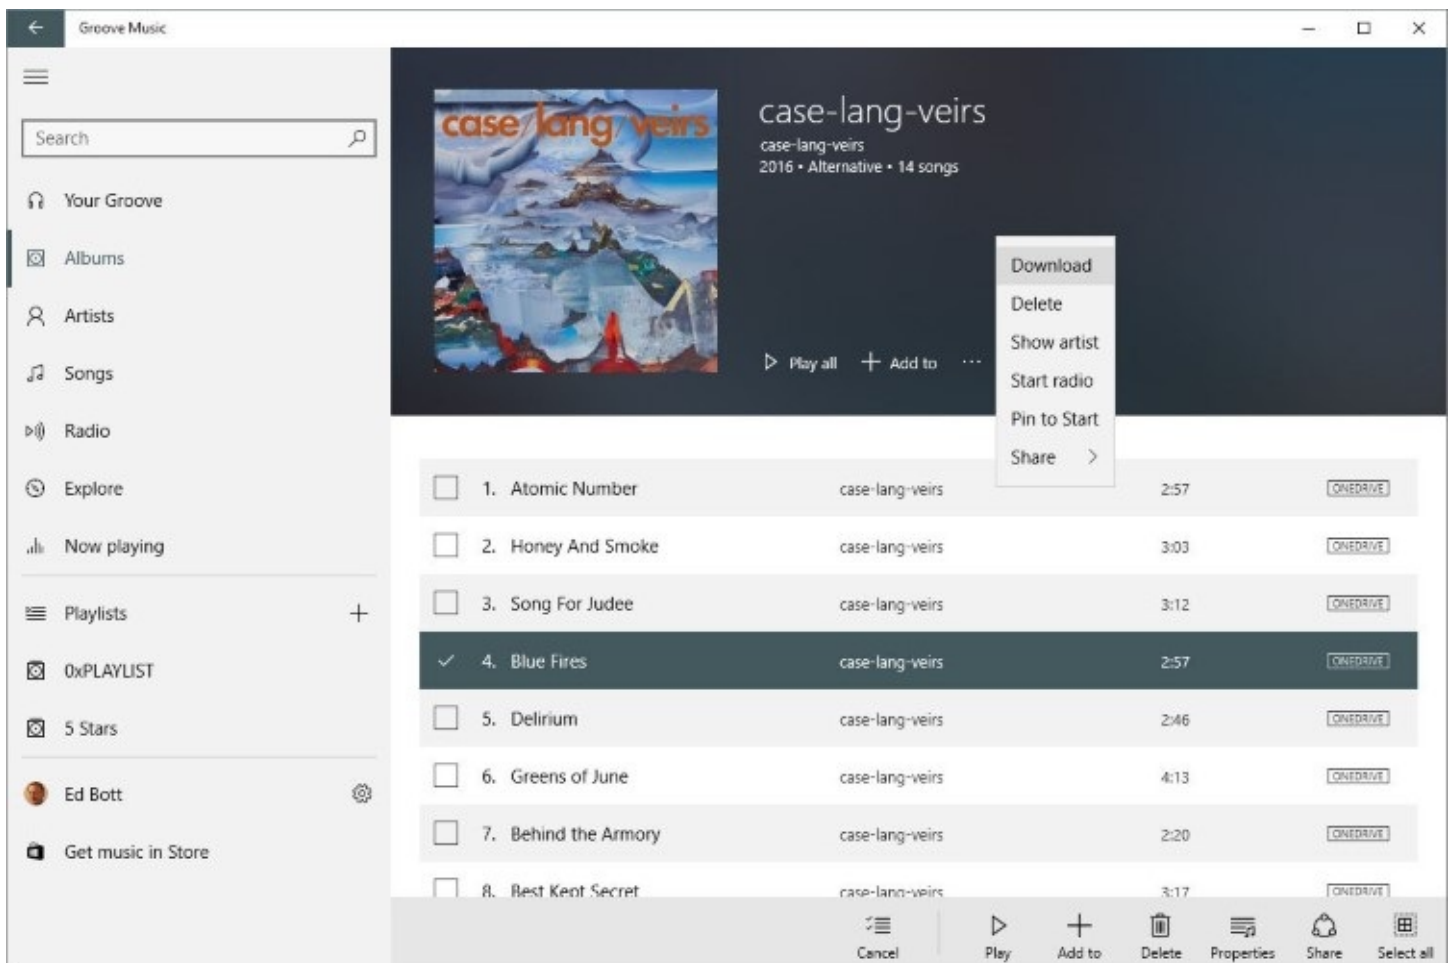 Groove Music
Search
Your Groove
Albums
Artists
Songs
Radio
Explore
Now playing
Playlists
0xPLAYLIST
5 Stars
Ed Bott
Get music in Store
case/lang/veirs
case-lang-veirs
case-lang-veirs
2016 • Alternative • 14 songs
Play all Add to ...
Download
Delete
Show artist
Start radio
Pin to Start
Share
1. Atomic Number case-lang-veirs 2:57 ONEDRIVE
2. Honey And Smoke case-lang-veirs 3:03 ONEDRIVE
3. Song For Judee case-lang-veirs 3:12 ONEDRIVE
4. Blue Fires case-lang-veirs 2:57 ONEDRIVE
5. Delirium case-lang-veirs 2:46 ONEDRIVE
6. Greens of June case-lang-veirs 4:13 ONEDRIVE
7. Behind the Armory case-lang-veirs 2:20 ONEDRIVE
8. Best Kept Secret case-lang-veirs 3:17 ONEDRIVE
Cancel Play Add to Delete Properties Share Select all